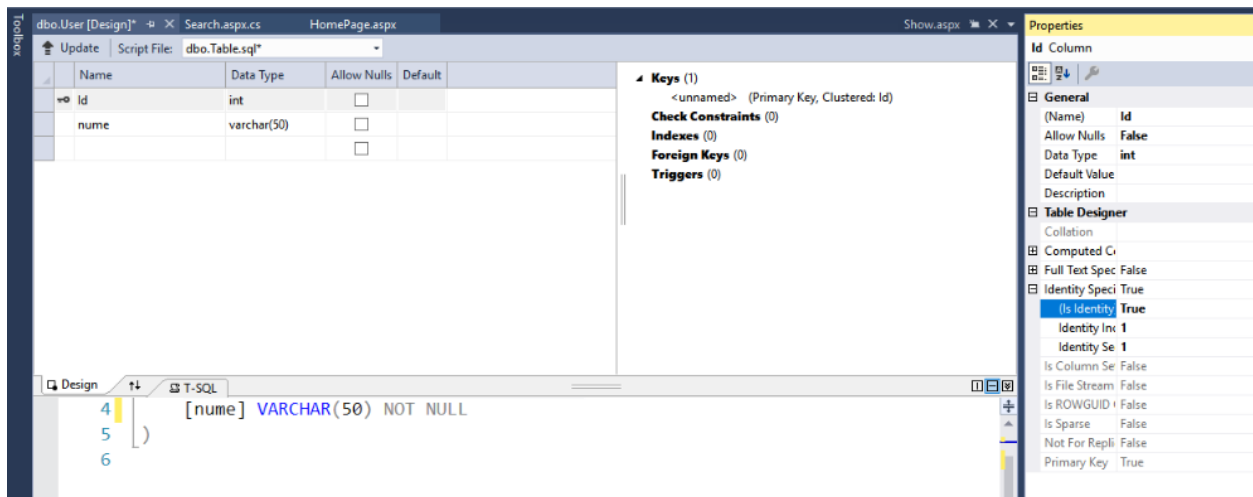 Toolbox
dbo.User [Design]* Search.aspx.cs HomePage.aspx Show.aspx
Update Script File: dbo.Table.sql*
Name Data Type Allow Nulls Default
Id int
nume varchar(50)
Keys (1)
<unnamed> (Primary Key, Clustered: Id)
Check Constraints (0)
Indexes (0)
Foreign Keys (0)
Triggers (0)
Design T-SQL
4 [nume] VARCHAR(50) NOT NULL
5 )
6
Properties
Id Column
General
(Name) Id
Allow Nulls False
Data Type int
Default Value
Description
Table Designer
Collation
Computed C
Full Text Spec False
Identity Speci True
(Is Identity True
Identity Inc 1
Identity Se 1
Is Column Se False
Is File Stream False
Is ROWGUID False
Is Sparse False
Not For Repli False
Primary Key True